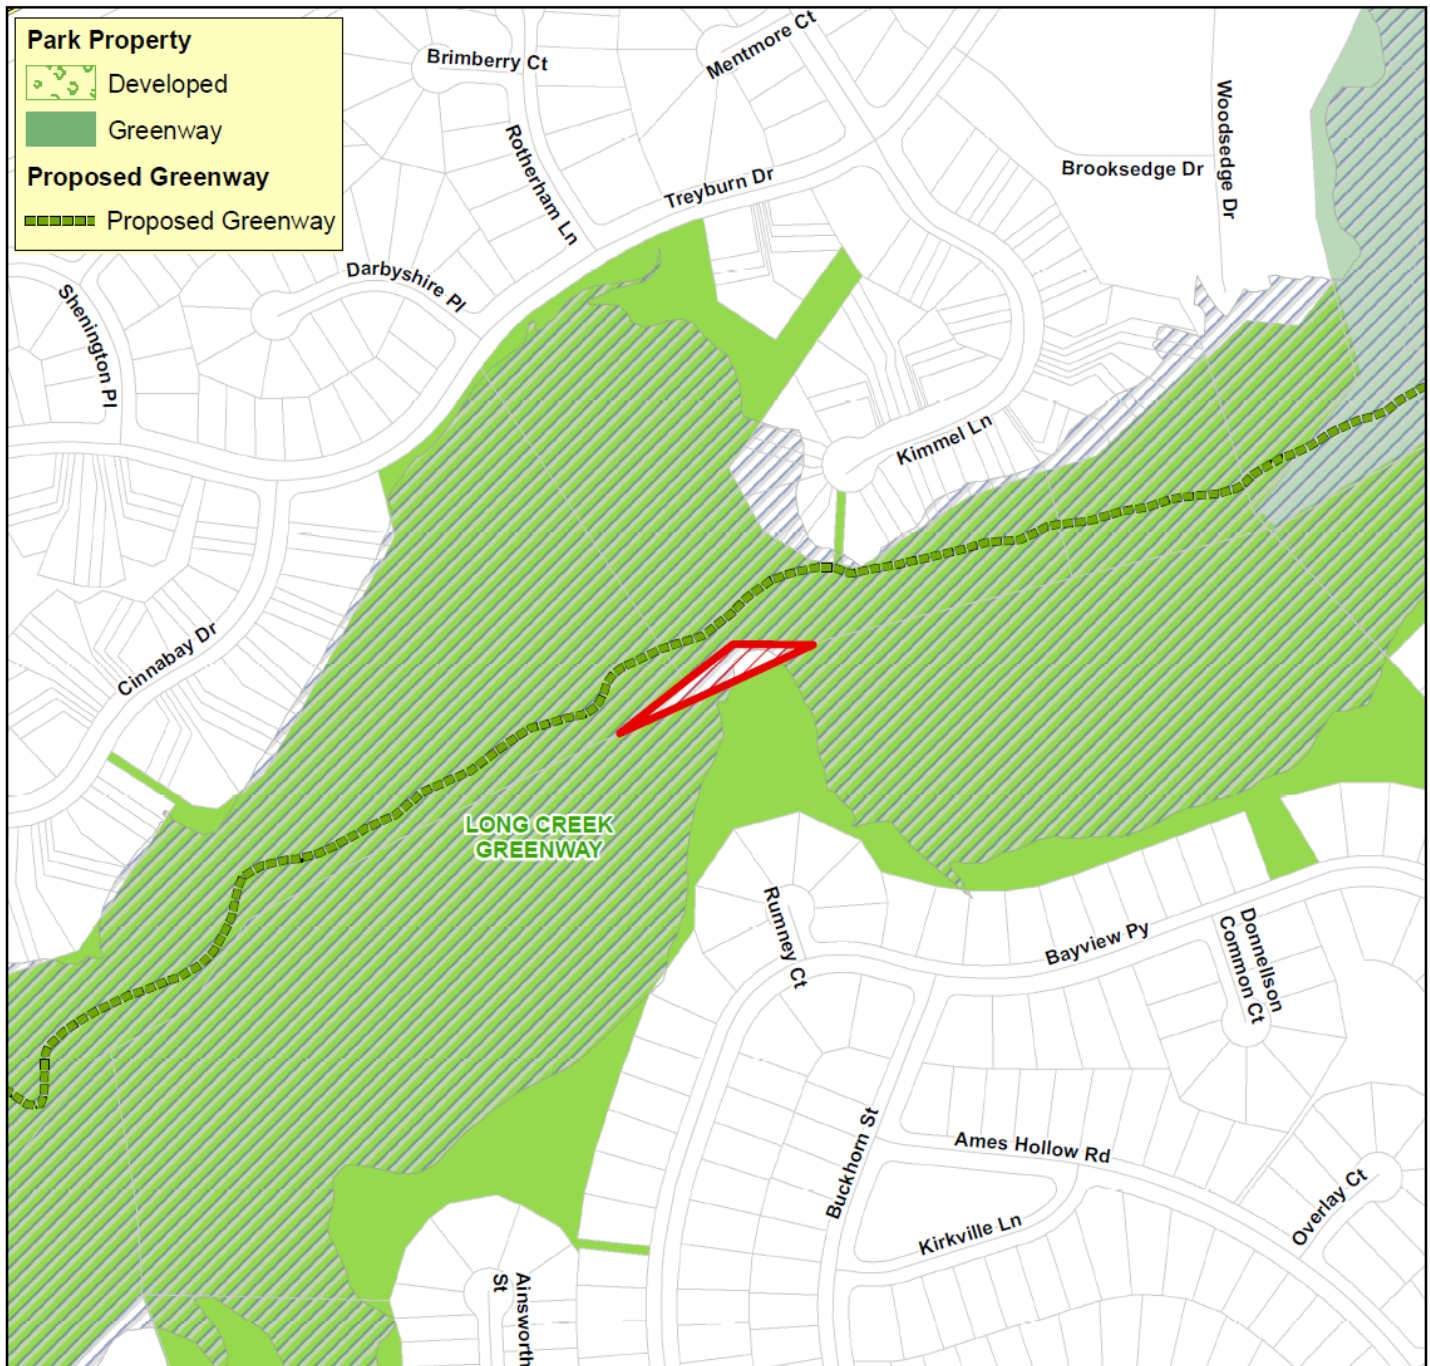 Park Property
Developed
Greenway
Proposed Greenway
Proposed Greenway
Brimberry Ct
Mentmore Ct
Rotherham Ln
Treyburn Dr
Woodsedge Dr
Brooksedge Dr
Darbyshire Pl
Shenington Pl
Kimmel Ln
Cinnabay Dr
LONG CREEK
GREENWAY
Rumney Ct
Bayview Py
Donnellson
Common Ct
Buckhorn St
Ames Hollow Rd
Kirkville Ln
Overlay Ct
Ainsworth
St